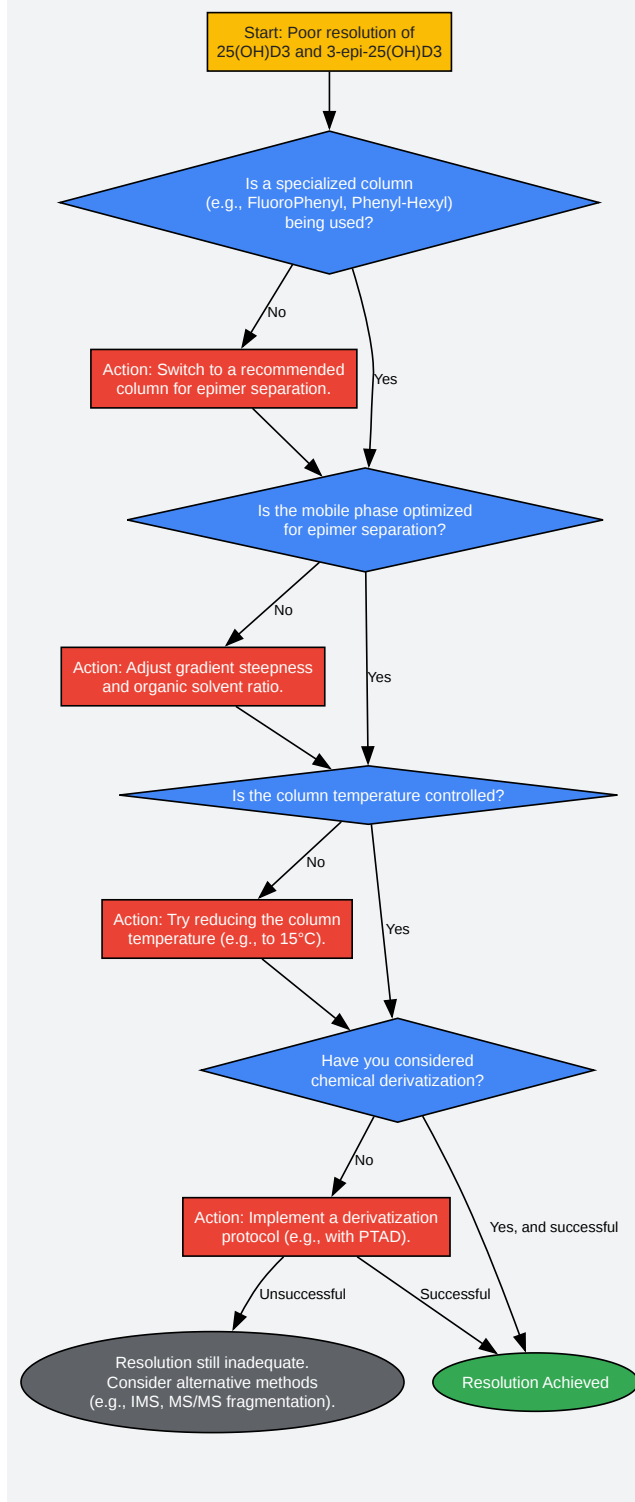 Start: Poor resolution of
25(OH)D3 and 3-epi-25(OH)D3
Is a specialized column
(e.g., FluoroPhenyl, Phenyl-Hexyl)
being used?
No
Yes
Action: Switch to a recommended
column for epimer separation.
Is the mobile phase optimized
for epimer separation?
No
Yes
Action: Adjust gradient steepness
and organic solvent ratio.
Is the column temperature controlled?
No
Yes
Action: Try reducing the column
temperature (e.g., to 15°C).
Have you considered
chemical derivatization?
No
Yes, and successful
Action: Implement a derivatization
protocol (e.g., with PTAD).
Unsuccessful
Successful
Resolution still inadequate.
Consider alternative methods
(e.g., IMS, MS/MS fragmentation).
Resolution Achieved